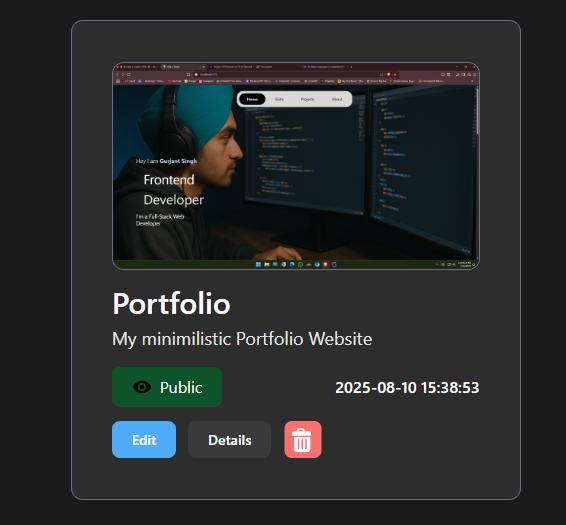 Home Skills Projects About
Hey I am Gurjant Singh
Frontend
Developer
I'm a Full-Stack Web
Developer
Portfolio
My minimilistic Portfolio Website
Public
2025-08-10 15:38:53
Edit
Details